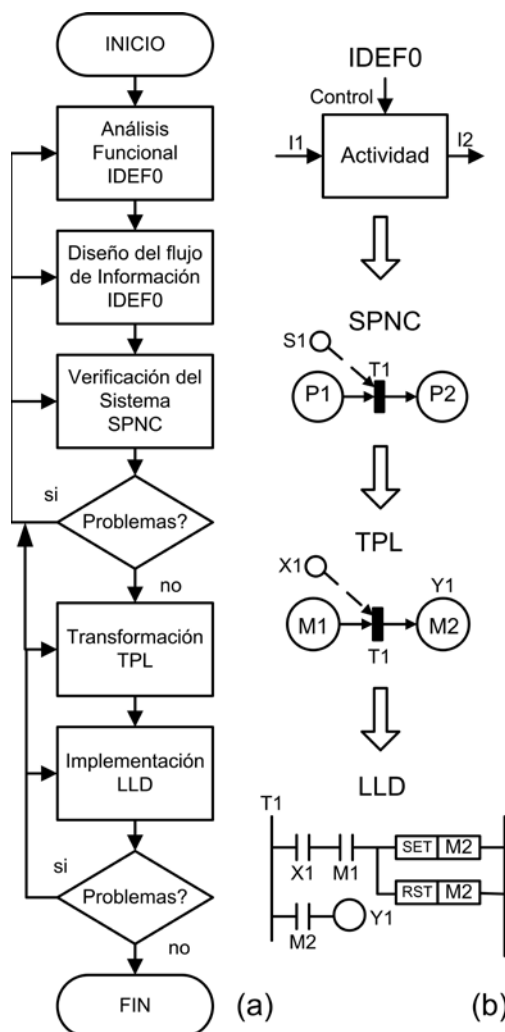 INICIO
Análisis
Funcional
IDEF0
Diseño del flujo
de Información
IDEF0
Verificación del
Sistema
SPNC
si
Problemas?
no
Transformación
TPL
Implementación
LLD
si
Problemas?
no
FIN
(a)
IDEF0
Control
I1
Actividad
I2
SPNC
S1
T1
P1
P2
TPL
X1
Y1
M1
M2
T1
LLD
T1
X1
M1
SET M2
RST M2
M2
Y1
(b)